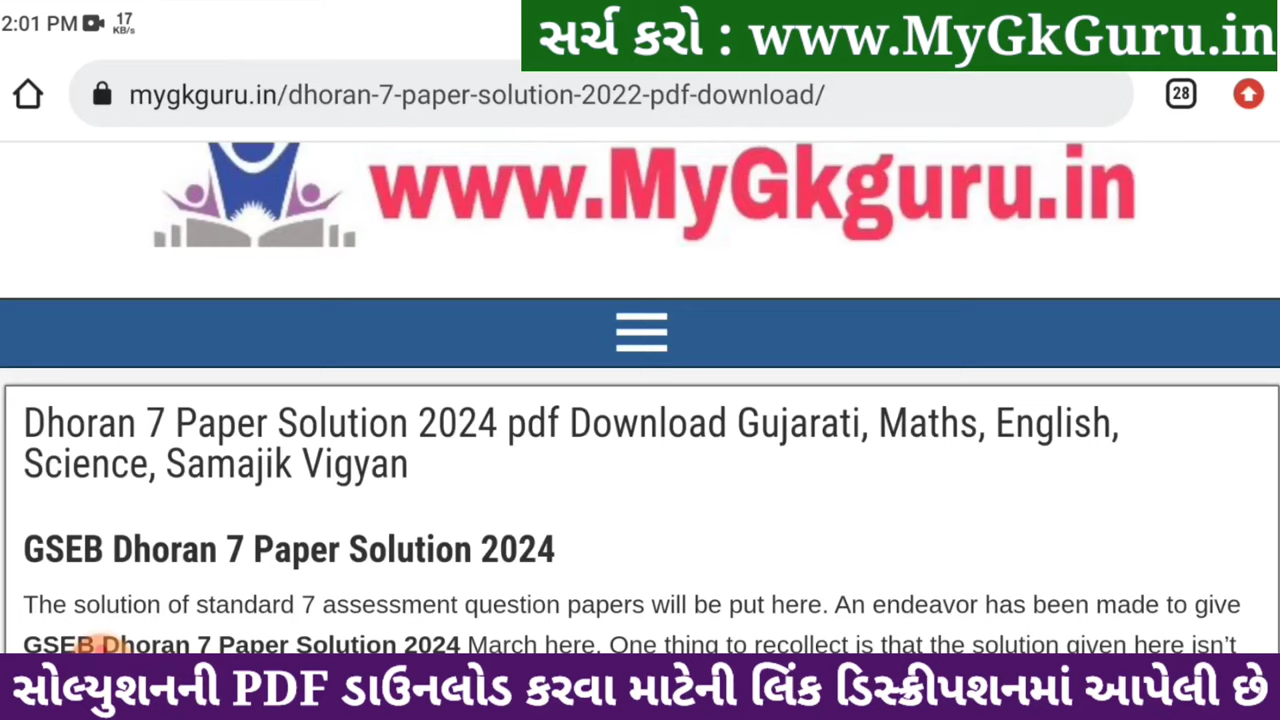 2:01 PM 17 KB/s
સર્ચ કરો : www.MyGkGuru.in
mygkguru.in/dhoran-7-paper-solution-2022-pdf-download/ 28
www.MyGkguru.in
Dhoran 7 Paper Solution 2024 pdf Download Gujarati, Maths, English,
Science, Samajik Vigyan
GSEB Dhoran 7 Paper Solution 2024
The solution of standard 7 assessment question papers will be put here. An endeavor has been made to give
GSEB Dhoran 7 Paper Solution 2024 March here. One thing to recollect is that the solution given here isn't
સોલ્યુશનની PDF ડાઉનલોડ કરવા માટેની લિંક ડિસ્ક્રીપશનમાં આપેલી છે